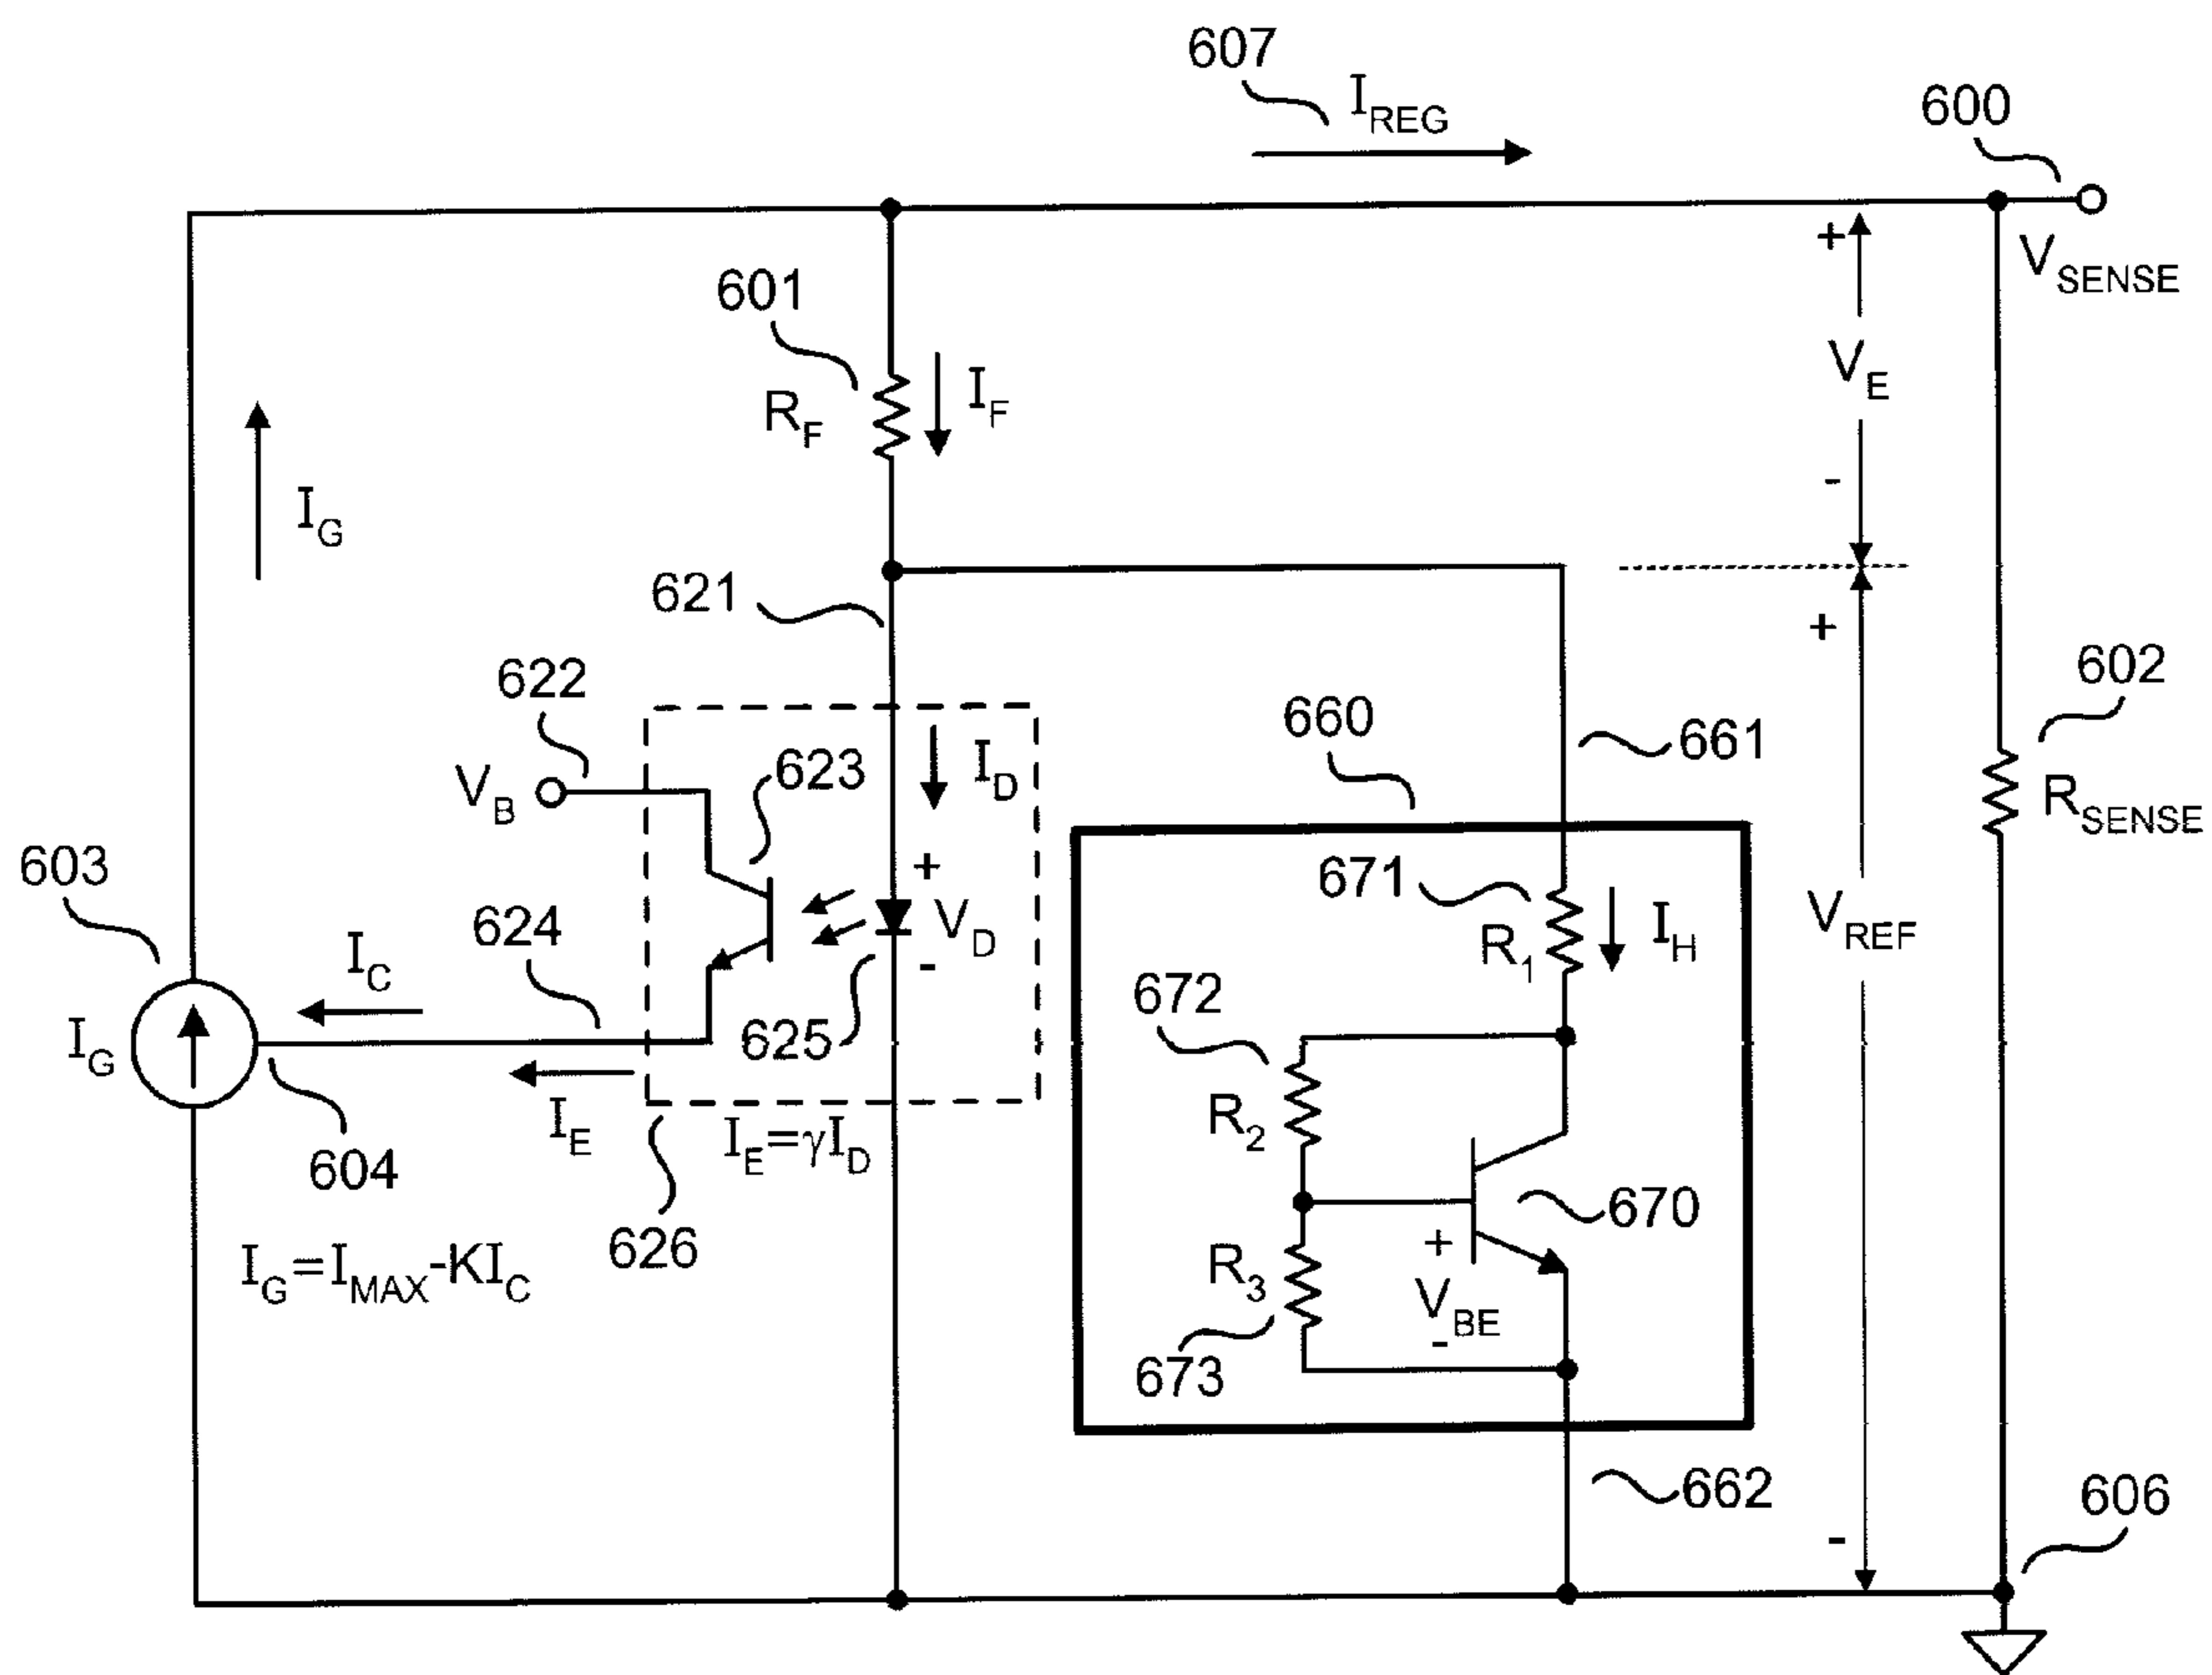 607
I_REG
600
V_SENSE
+
601
R_F
I_F
V_E
-
I_G
621
+
622
602
660
661
V_B
623
I_D
R_SENSE
603
+
671
624
V_D
I_C
R_1
I_H
V_REF
-
672
625
I_G
I_E
R_2
604
I_E=γI_D
670
626
R_3
+
I_G=I_MAX-KI_C
V_BE
-
673
662
606
-